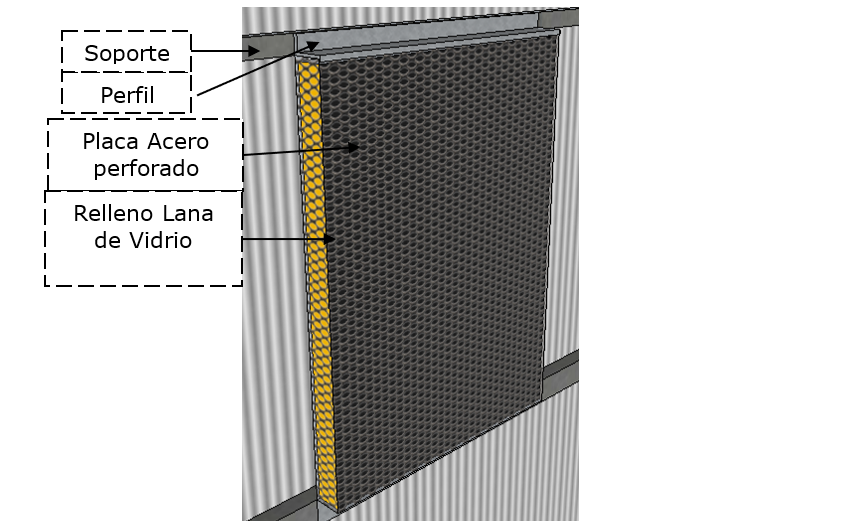 Soporte
Perfil
Placa Acero
perforado
Relleno Lana
de Vidrio